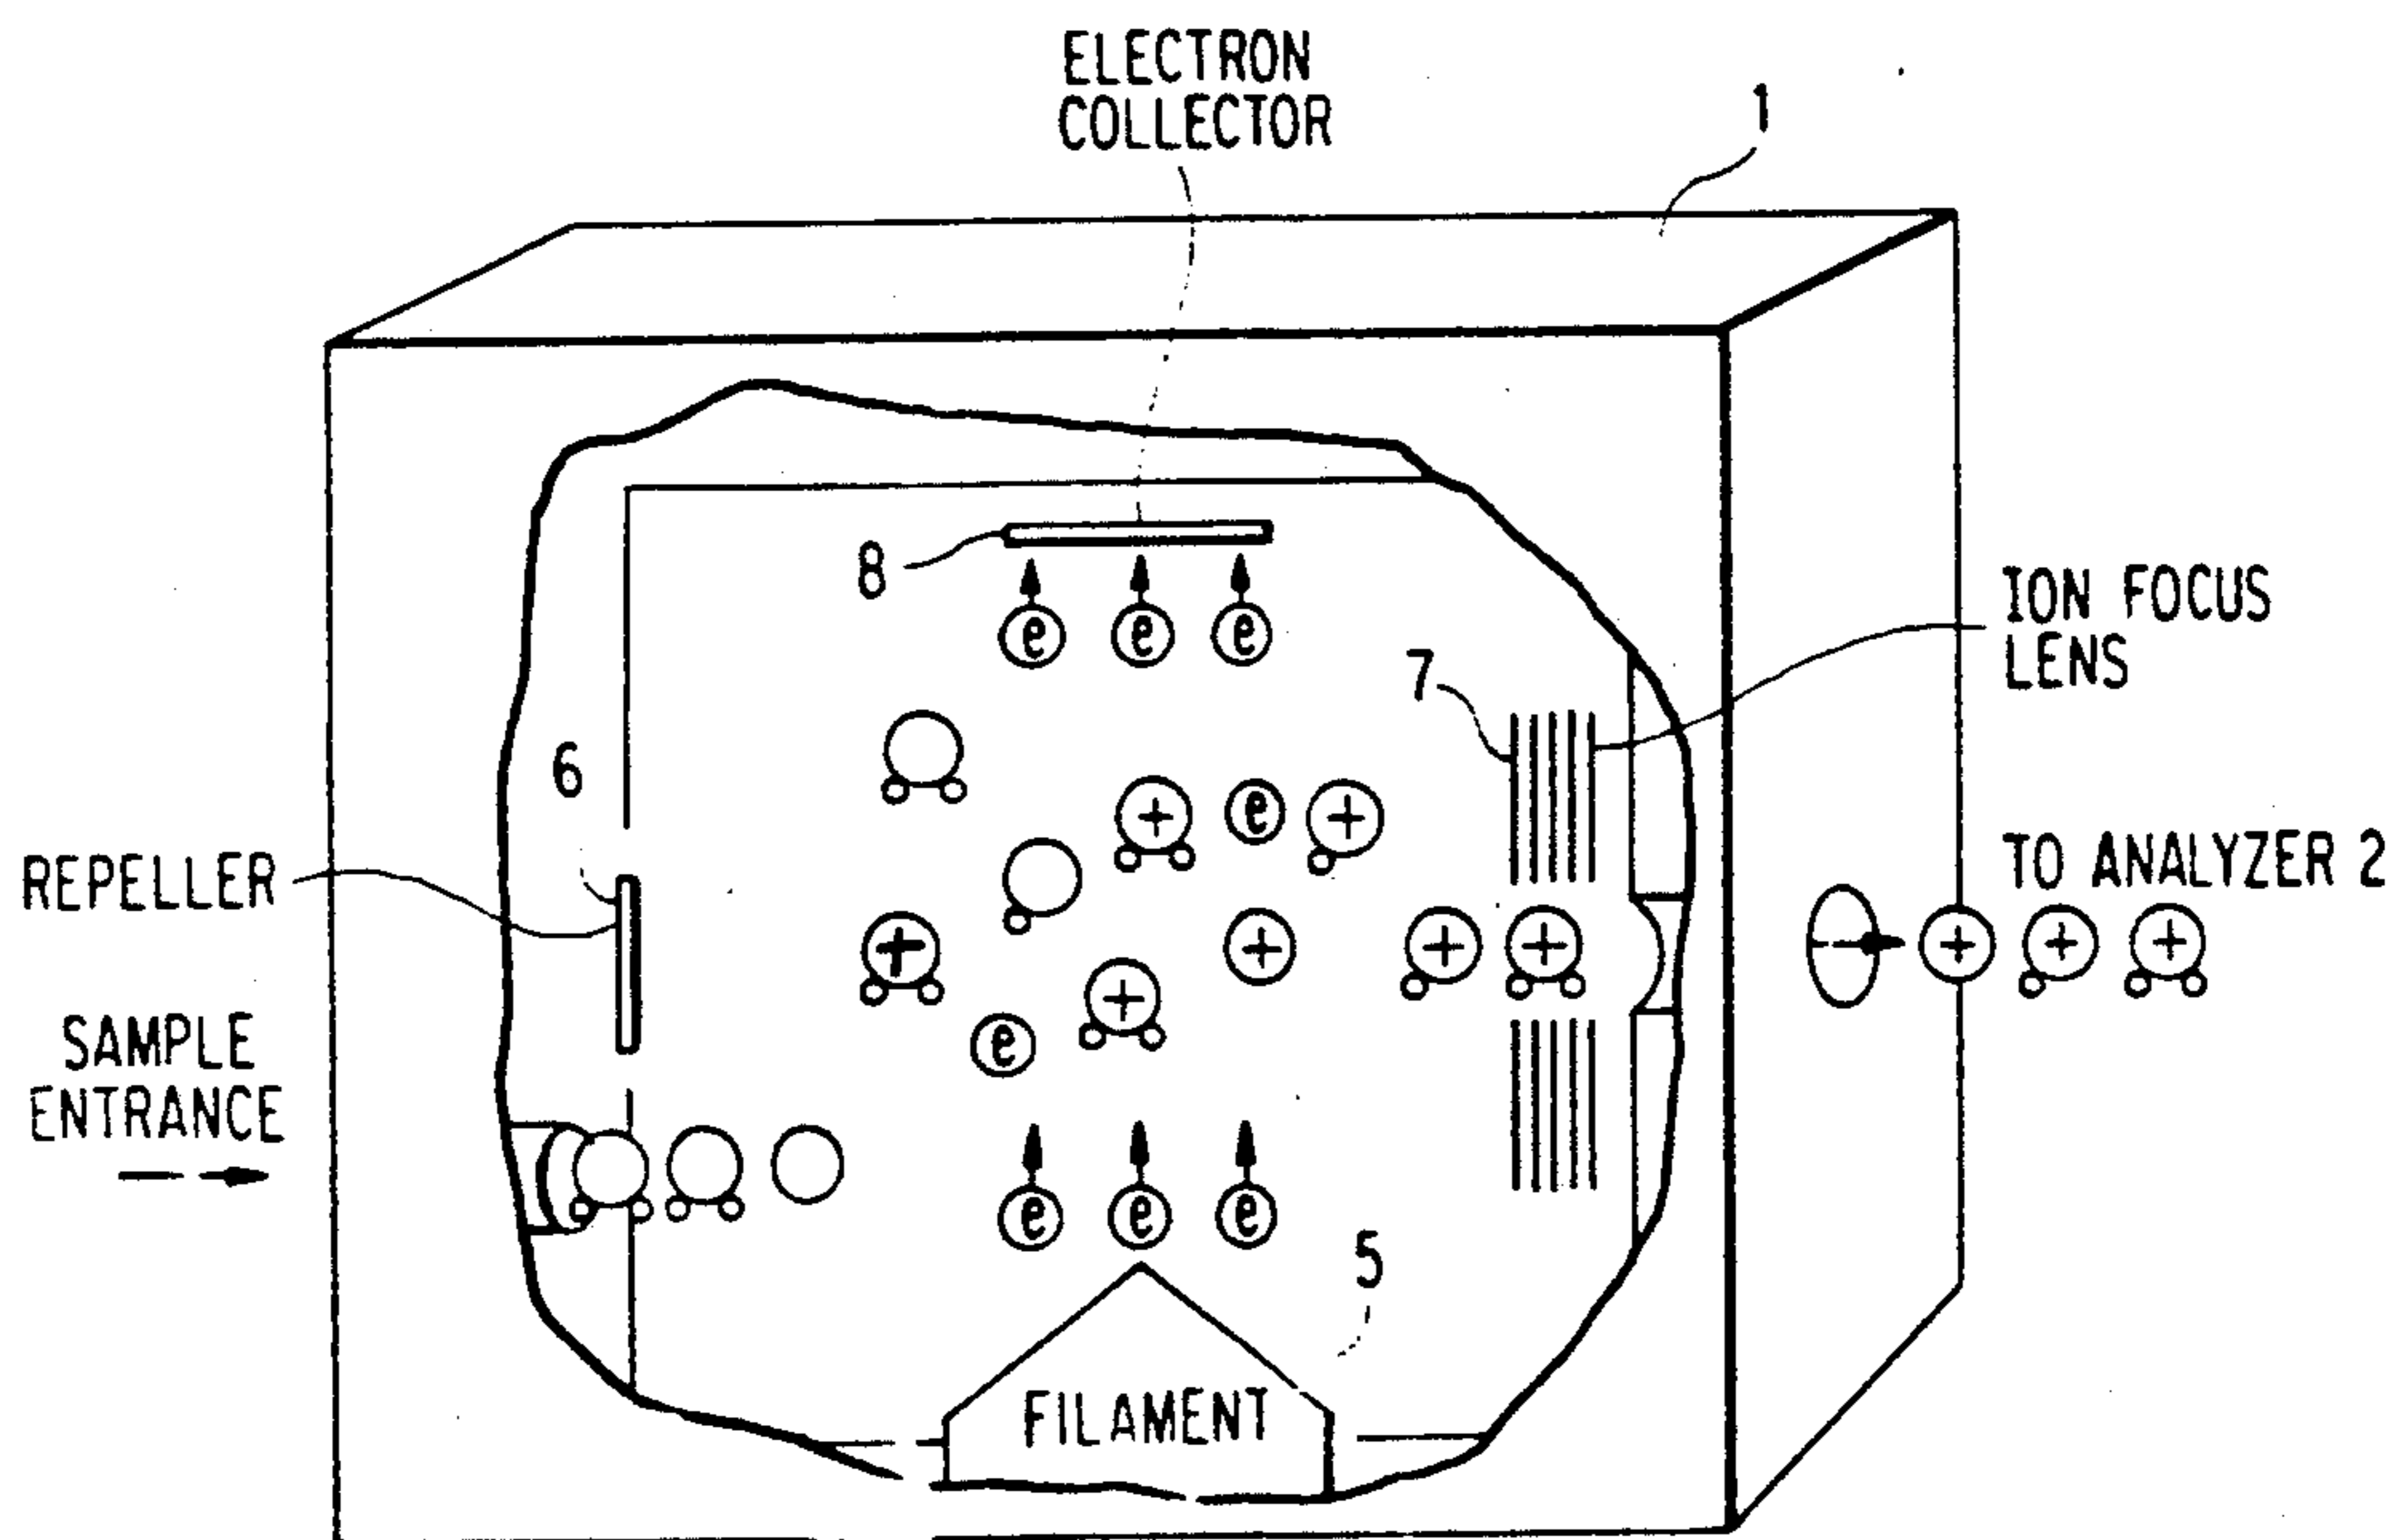 ELECTRON
COLLECTOR
1
8
ION FOCUS
LENS
e e e
7
6
+ e +
REPELLER
TO ANALYZER 2
+ + + + + + +
+
e
SAMPLE
ENTRANCE
e e e
5
FILAMENT